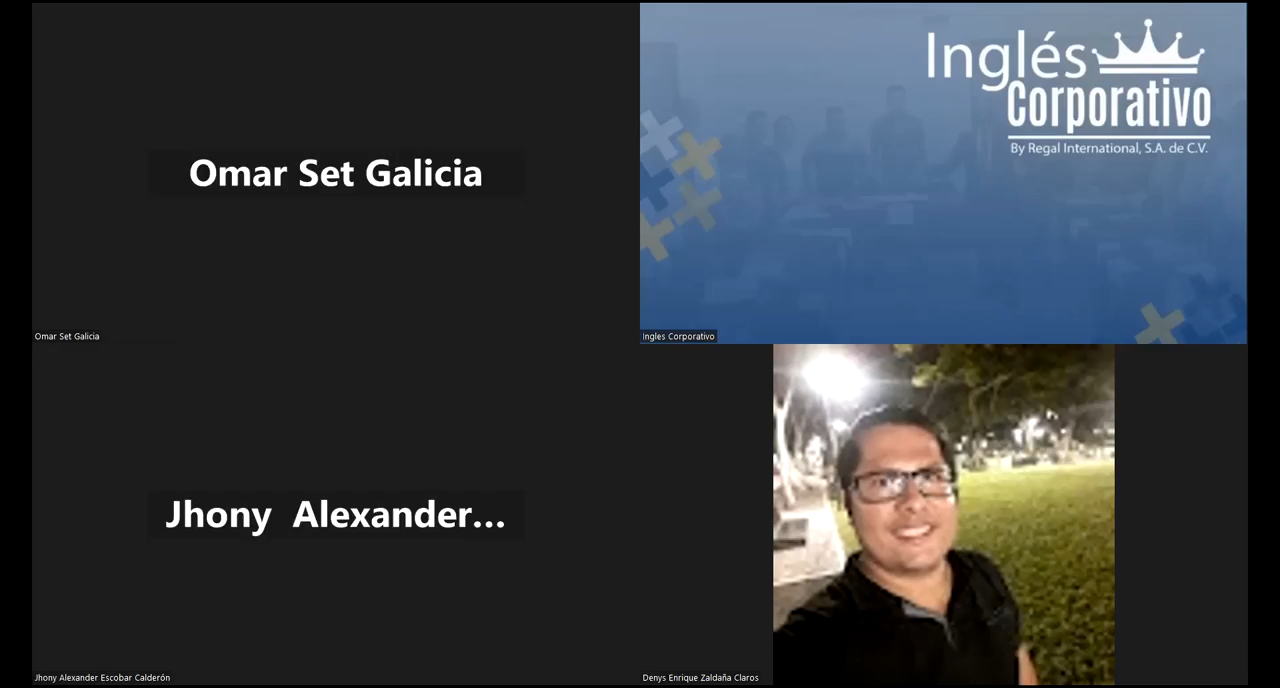 Omar Set Galicia
Omar Set Galicia
Inglés
Corporativo
By Regal International, S.A. de C.V.
Ingles Corporativo
Jhony Alexander...
Jhony Alexander Escobar Calderón
Denys Enrique Zaldaña Claros